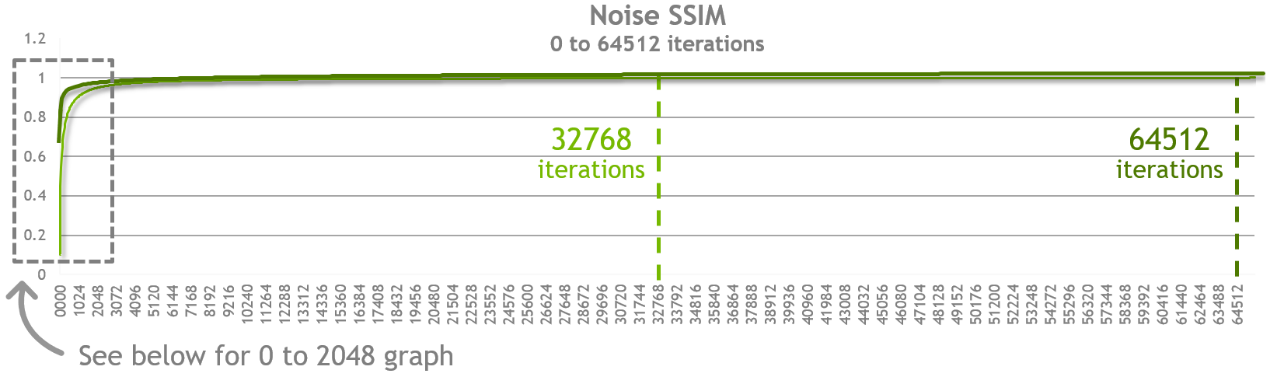 Noise SSIM
0 to 64512 iterations
1.2
1
0.8
0.6
0.4
0.2
0
32768
iterations
64512
iterations
0000 1024 2048 3072 4096 5120 6144 7168 8192 9216 10240 11264 12288 13312 14336 15360 16384 17408 18432 19456 20480 21504 22528 23552 24576 25600 26624 27648 28672 29696 30720 31744 32768 33792 34816 35840 36864 37888 38912 39936 40960 41984 43008 44032 45056 46080 47104 48128 49152 50176 51200 52224 53248 54272 55296 56320 57344 58368 59392 60416 61440 62464 63488 64512
See below for 0 to 2048 graph